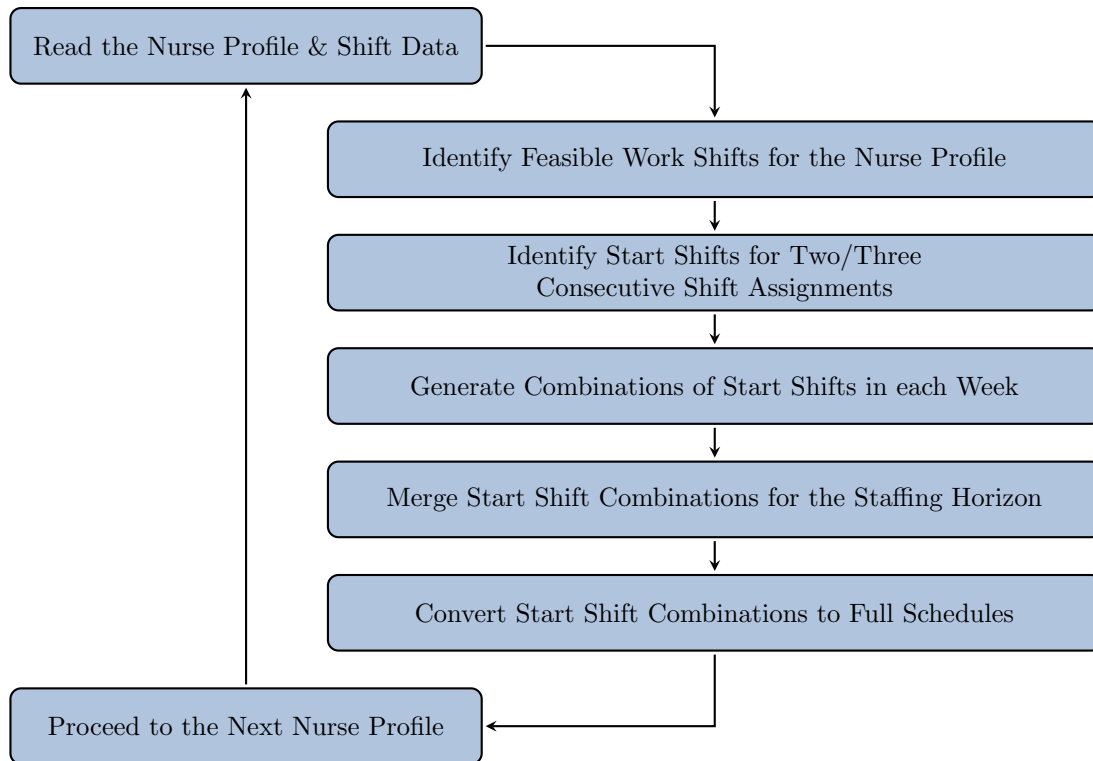 Read the Nurse Profile & Shift Data
Identify Feasible Work Shifts for the Nurse Profile
Identify Start Shifts for Two/Three
Consecutive Shift Assignments
Generate Combinations of Start Shifts in each Week
Merge Start Shift Combinations for the Staffing Horizon
Convert Start Shift Combinations to Full Schedules
Proceed to the Next Nurse Profile